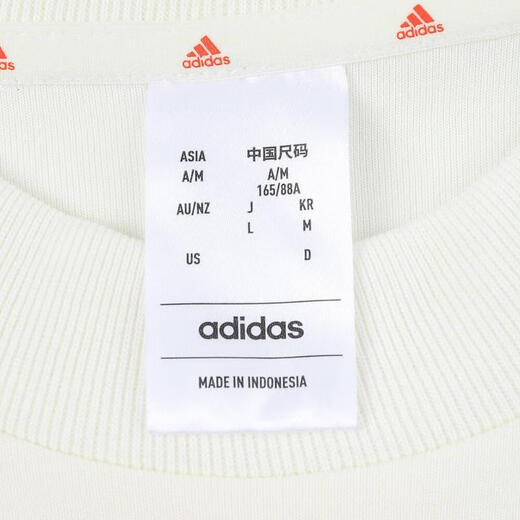 adidas
adidas
adidas
ASIA 中国尺码
A/M A/M
165/88A
AU/NZ J KR
L M
US D
adidas
MADE IN INDONESIA